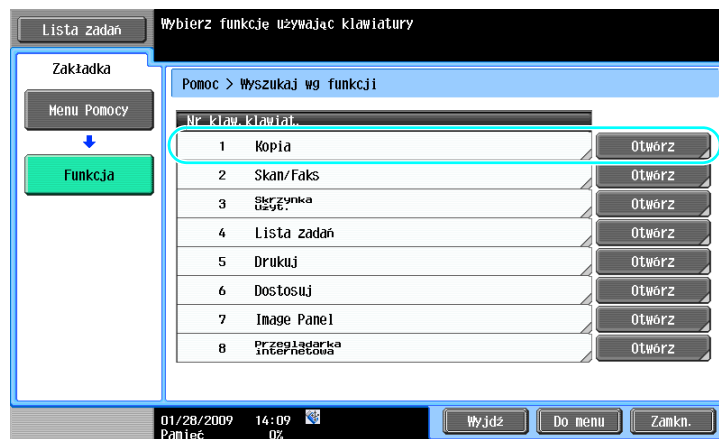 Lista zadań
Wybierz funkcję używając klawiatury
Zakładka
Menu Pomocy
Funkcja
Pomoc > Wyszukaj wg funkcji
Nr klaw.klawiat.
1 Kopia Otwórz
2 Skan/Faks Otwórz
3 Skrzynka użyt. Otwórz
4 Lista zadań Otwórz
5 Drukuj Otwórz
6 Dostosuj Otwórz
7 Image Panel Otwórz
8 Przeglądarka internetowa Otwórz
01/28/2009 14:09
Pamięć 0%
Wyjdź Do menu Zamkn.